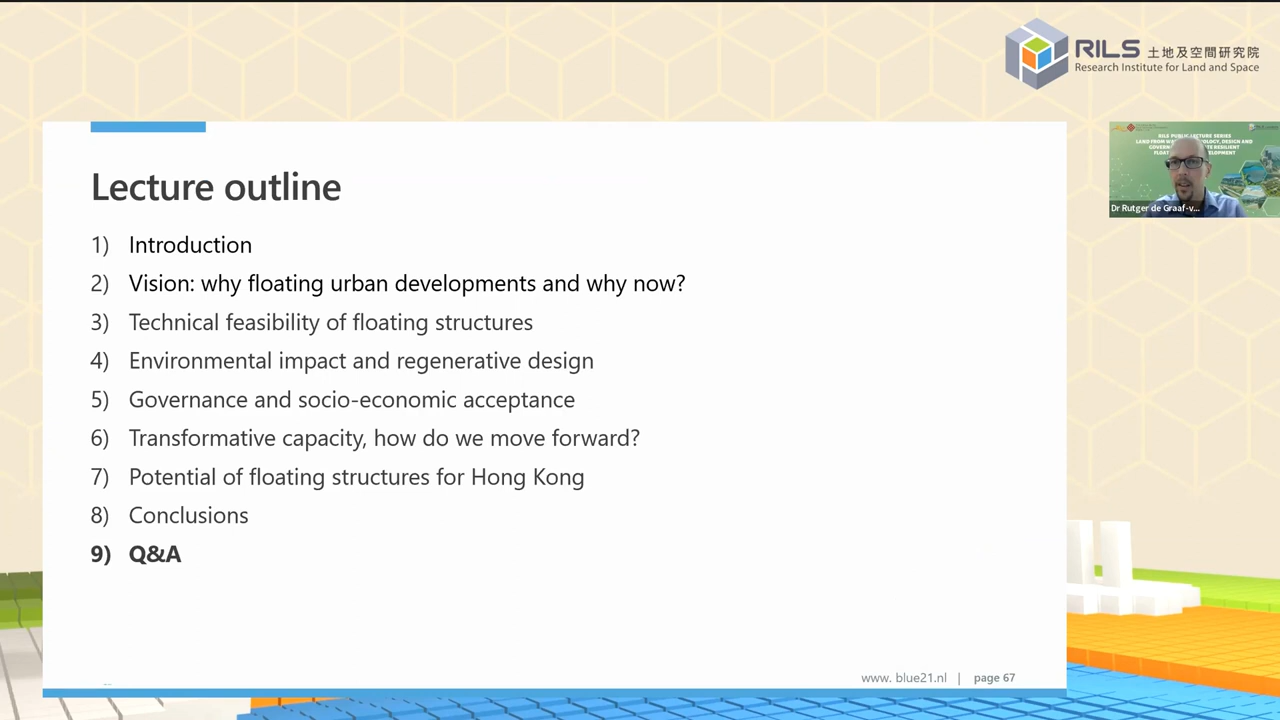 RILS 土地及空間研究院
Research Institute for Land and Space
RILS PUBLIC LECTURE SERIES
Dr Rutger de Graaf-v...
Lecture outline
1) Introduction
2) Vision: why floating urban developments and why now?
3) Technical feasibility of floating structures
4) Environmental impact and regenerative design
5) Governance and socio-economic acceptance
6) Transformative capacity, how do we move forward?
7) Potential of floating structures for Hong Kong
8) Conclusions
9) Q&A
www. blue21.nl | page 67